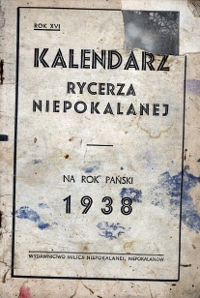 ROK XVI
KALENDARZ
RYCERZA
NIEPOKALANEJ
NA ROK PAŃSKI
1938
WYDAWNICTWO MILICJI NIEPOKALANEJ, NIEPOKALANÓW